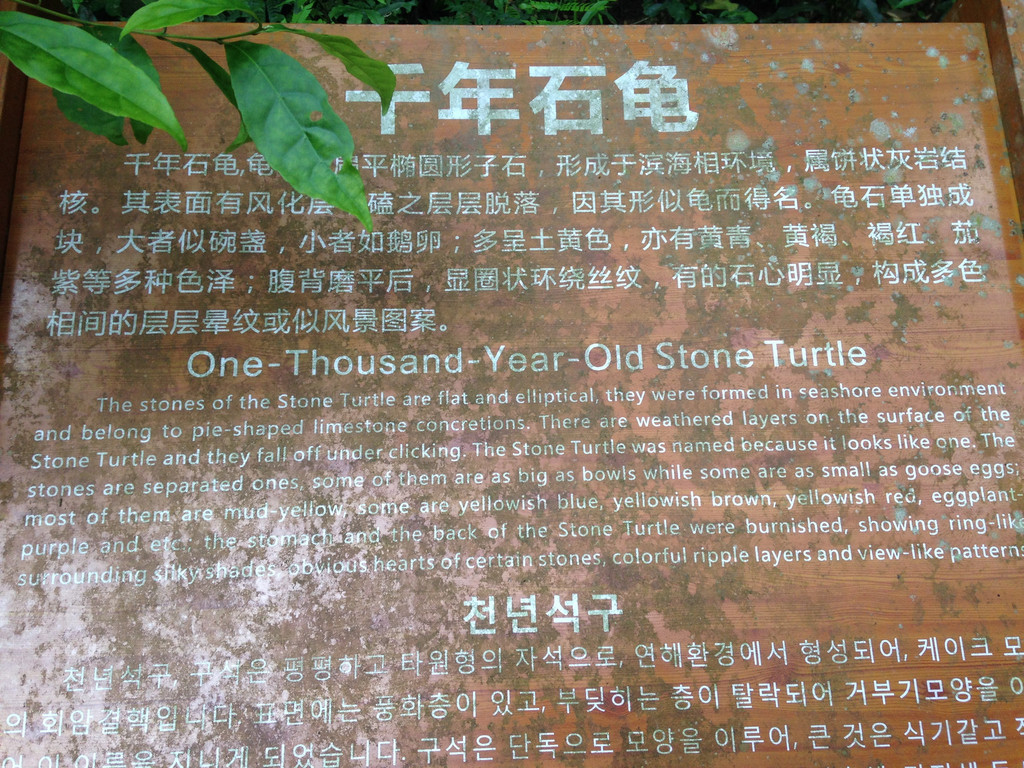 千年石龟
千年石龟,龟 扁平椭圆形子石，形成于滨海相环境，属饼状灰岩结
核。其表面有风化层 磕之层层脱落，因其形似龟而得名。龟石单独成
块，大者似碗盏，小者如鹅卵；多呈土黄色，亦有黄青、黄褐、褐红、茄
紫等多种色泽；腹背磨平后，显圈状环绕丝纹，有的石心明显，构成多色
相间的层层晕纹或似风景图案。
One-Thousand-Year-Old Stone Turtle
The stones of the Stone Turtle are flat and elliptical, they were formed in seashore environment
and belong to pie-shaped limestone concretions. There are weathered layers on the surface of the
Stone Turtle and they fall off under clicking. The Stone Turtle was named because it looks like one. The
stones are separated ones, some of them are as big as bowls while some are as small as goose eggs;
most of them are mud-yellow, some are yellowish blue, yellowish brown, yellowish red, eggplant-
purple and etc.; the stomach and the back of the Stone Turtle were burnished, showing ring-like
surrounding silky shades, obvious hearts of certain stones, colorful ripple layers and view-like patterns
천년석구
천년석구, 구석은 평평하고 타원형의 자석으로, 연해환경에서 형성되어, 케이크 모
의 회암결핵입니다. 표면에는 풍화층이 있고, 부딪히는 층이 탈락되어 거부기모양을
어 이 이름을 지니게 되었습니다. 구석은 단독으로 모양을 이루어, 큰 것은 식기같고